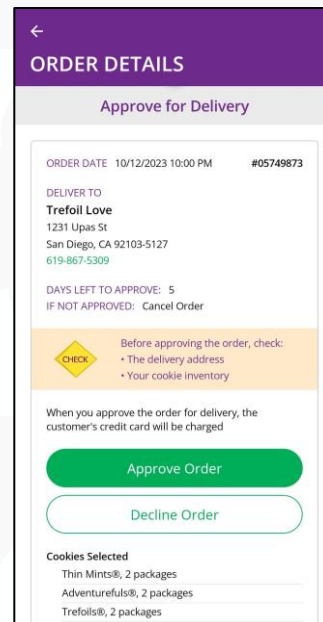 ←
ORDER DETAILS
Approve for Delivery
ORDER DATE 10/12/2023 10:00 PM #05749873
DELIVER TO
Trefoil Love
1231 Upas St
San Diego, CA 92103-5127
619-867-5309
DAYS LEFT TO APPROVE: 5
IF NOT APPROVED: Cancel Order
CHECK
Before approving the order, check:
• The delivery address
• Your cookie inventory
When you approve the order for delivery, the
customer's credit card will be charged
Approve Order
Decline Order
Cookies Selected
Thin Mints®, 2 packages
Adventurefuls®, 2 packages
Trefoils®, 2 packages